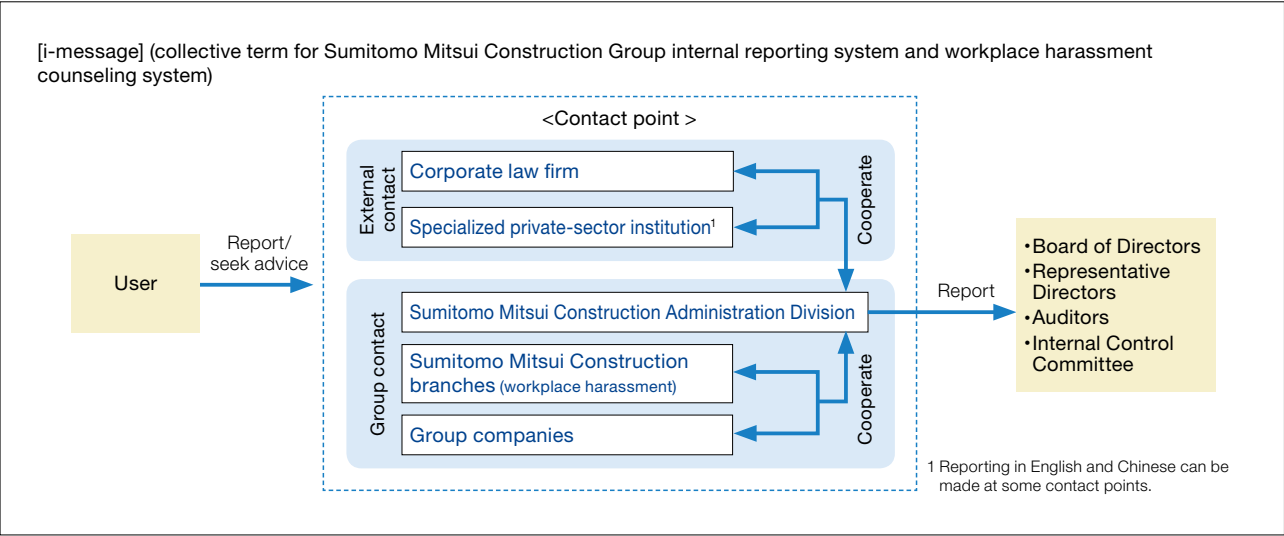 [i-message] (collective term for Sumitomo Mitsui Construction Group internal reporting system and workplace harassment
counseling system)
<Contact point >
External
contact
Corporate law firm
Specialized private-sector institution1
Cooperate
User
Report/
seek advice
Group contact
Sumitomo Mitsui Construction Administration Division
Sumitomo Mitsui Construction
branches (workplace harassment)
Group companies
Cooperate
Report
・Board of Directors
・Representative
Directors
・Auditors
・Internal Control
Committee
1 Reporting in English and Chinese can be
made at some contact points.